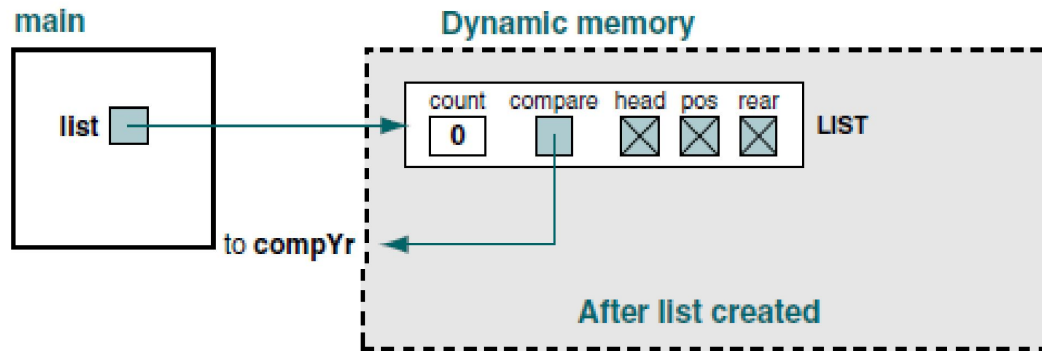 main
Dynamic memory
count compare head pos rear
list
0
LIST
to compYr
After list created